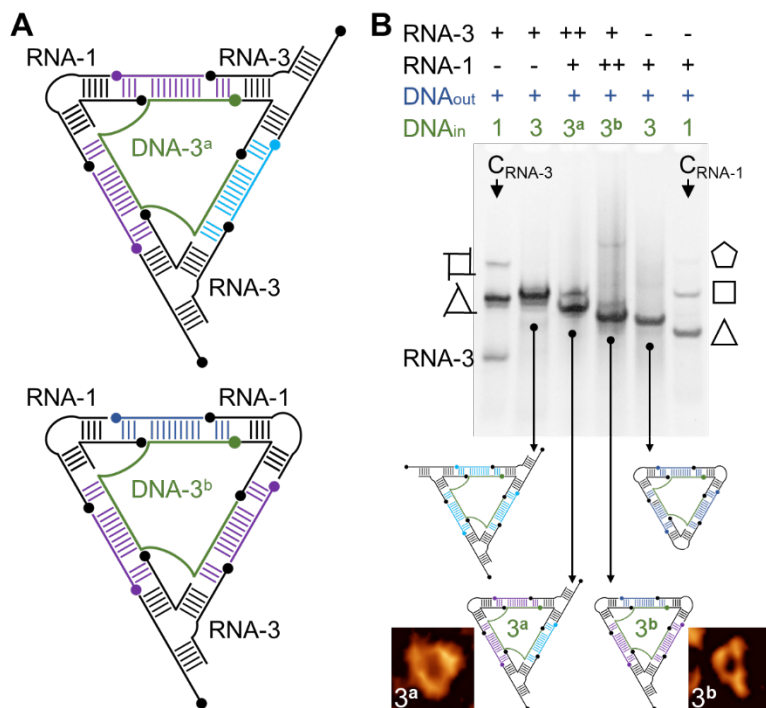 A
RNA-1
RNA-3
DNA-3ᵃ
RNA-3
RNA-1
RNA-1
DNA-3ᵇ
RNA-3
B
RNA-3 + + ++ + - -
RNA-1 - - + ++ + +
DNAout + + + + + +
DNAin 1 3 3ᵃ 3ᵇ 3 1
CRNA-3
CRNA-1
RNA-3
3ᵃ
3ᵇ
3ᵃ
3ᵇ